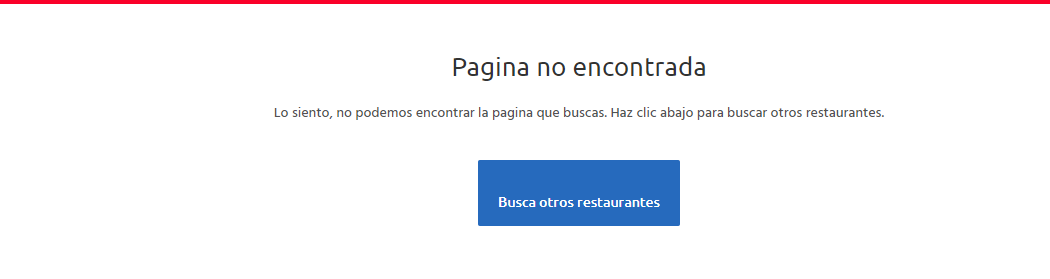 Pagina no encontrada
Lo siento, no podemos encontrar la pagina que buscas. Haz clic abajo para buscar otros restaurantes.
Busca otros restaurantes